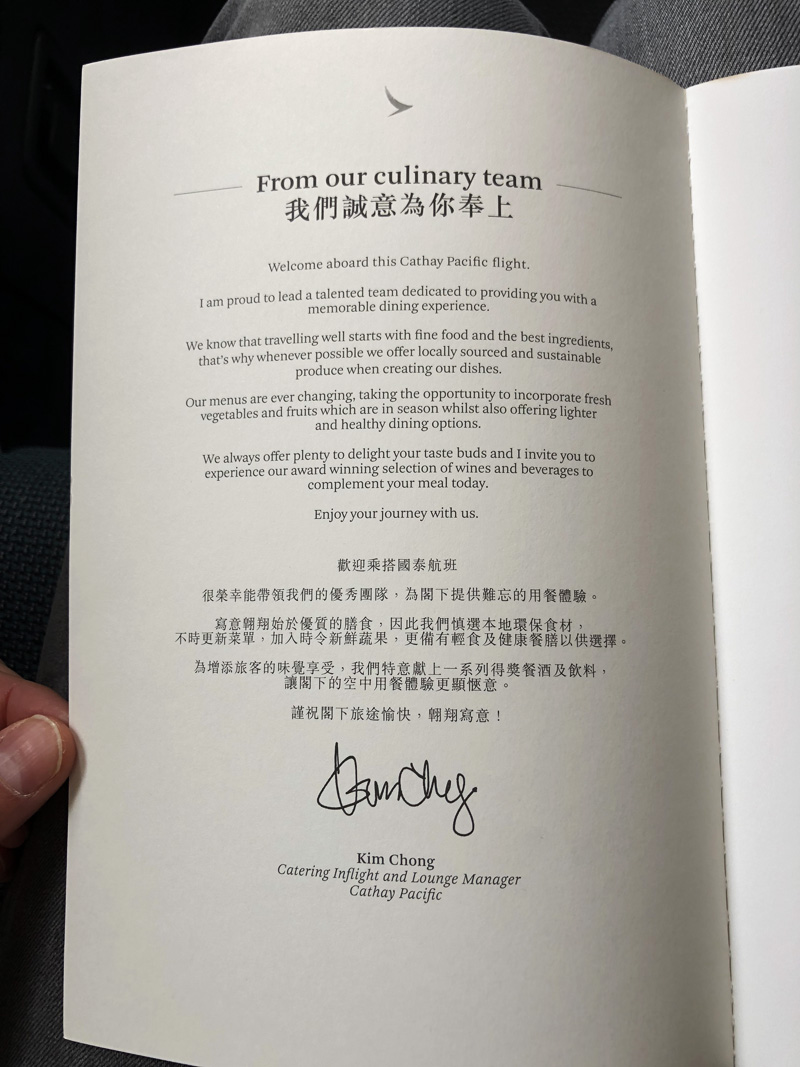 From our culinary team
我們誠意為你奉上
Welcome aboard this Cathay Pacific flight.
I am proud to lead a talented team dedicated to providing you with a
memorable dining experience.
We know that travelling well starts with fine food and the best ingredients,
that's why whenever possible we offer locally sourced and sustainable
produce when creating our dishes.
Our menus are ever changing, taking the opportunity to incorporate fresh
vegetables and fruits which are in season whilst also offering lighter
and healthy dining options.
We always offer plenty to delight your taste buds and I invite you to
experience our award winning selection of wines and beverages to
complement your meal today.
Enjoy your journey with us.
歡迎乘搭國泰航班
很榮幸能帶領我們的優秀團隊，為閣下提供難忘的用餐體驗。
寫意翱翔始於優質的膳食，因此我們慎選本地環保食材，
不時更新菜單，加入時令新鮮蔬果，更備有輕食及健康餐膳以供選擇。
為增添旅客的味覺享受，我們特意獻上一系列得獎餐酒及飲料，
讓閣下的空中用餐體驗更顯愜意。
謹祝閣下旅途愉快，翱翔寫意！
Kim Chong
Kim Chong
Catering Inflight and Lounge Manager
Cathay Pacific